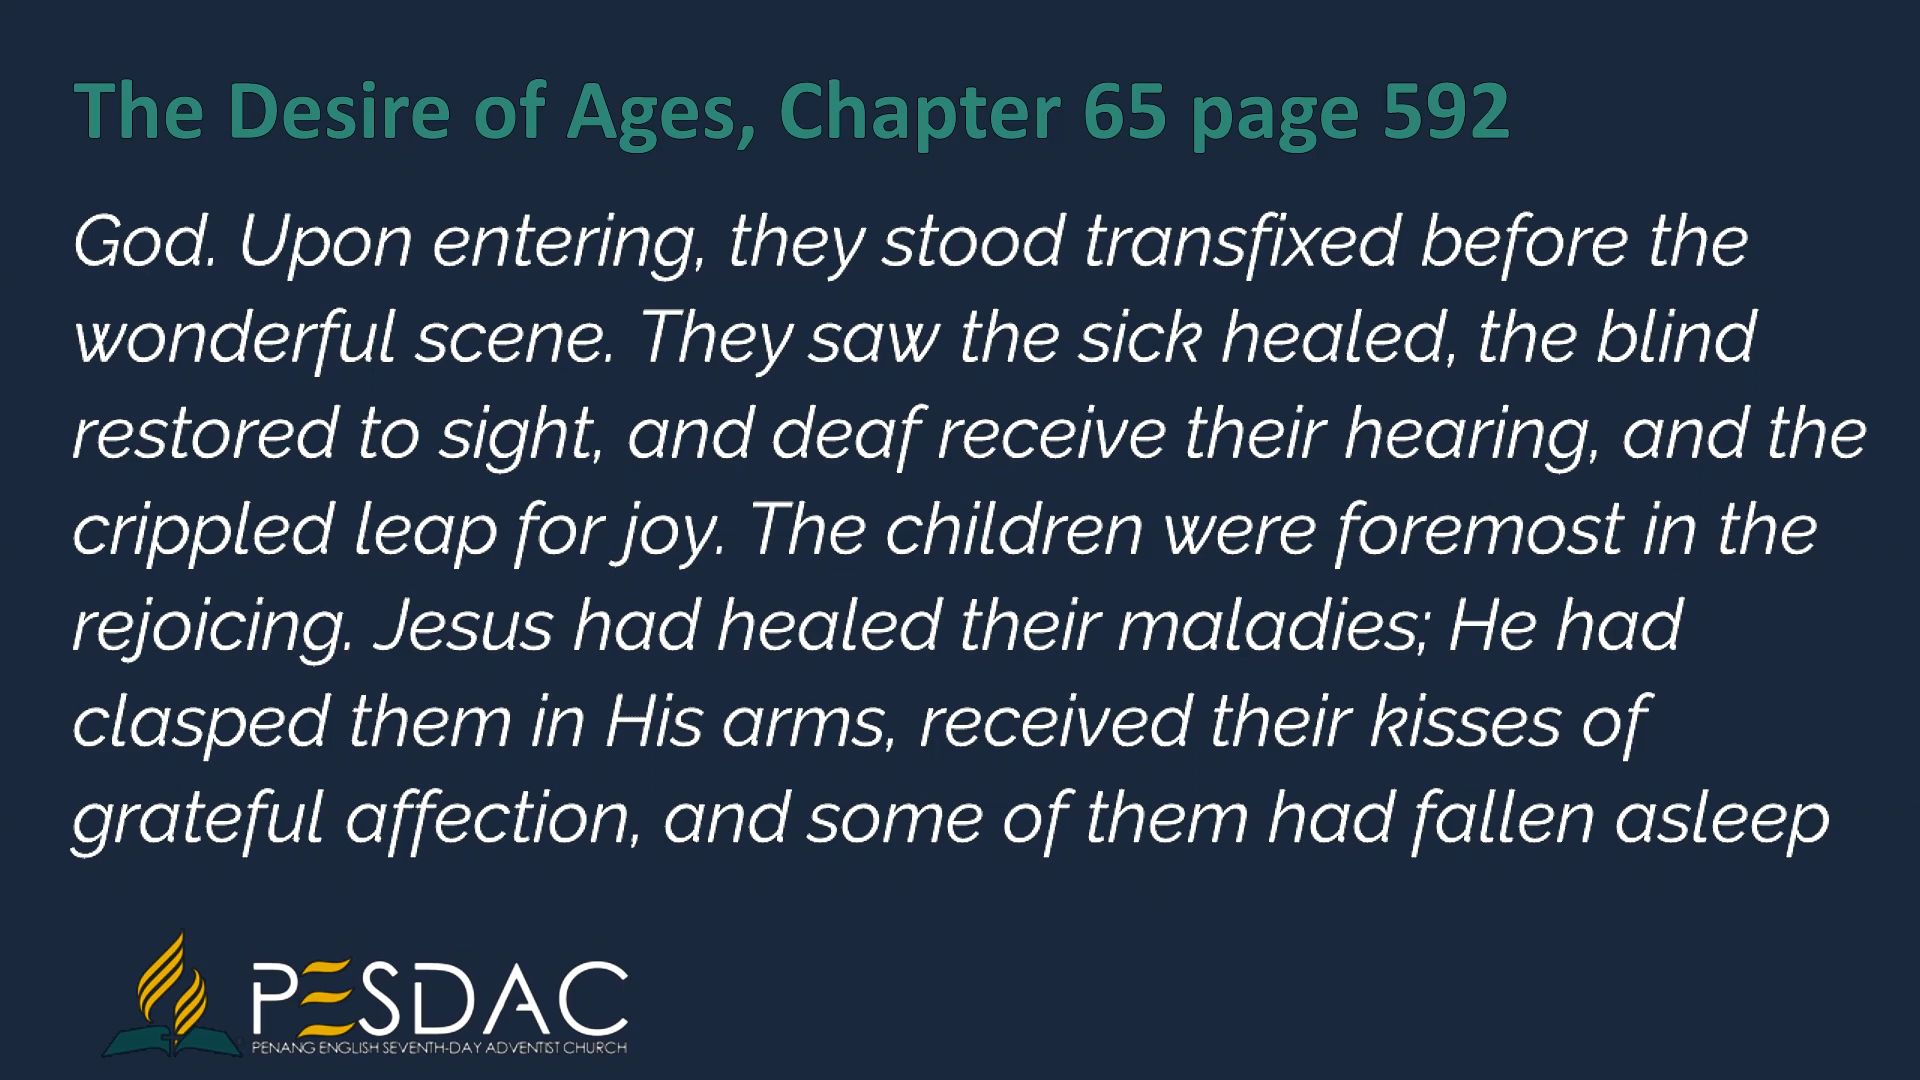 The Desire of Ages, Chapter 65 page 592
God. Upon entering, they stood transfixed before the
wonderful scene. They saw the sick healed, the blind
restored to sight, and deaf receive their hearing, and the
crippled leap for joy. The children were foremost in the
rejoicing. Jesus had healed their maladies; He had
clasped them in His arms, received their kisses of
grateful affection, and some of them had fallen asleep
PESDAC
PENANG ENGLISH SEVENTH-DAY ADVENTIST CHURCH